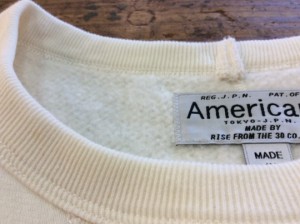 REG.J.P.N. PAT.OF
American
TOKYO-J.P.N.
MADE BY
RISE FROM THE 30 CO.
MADE